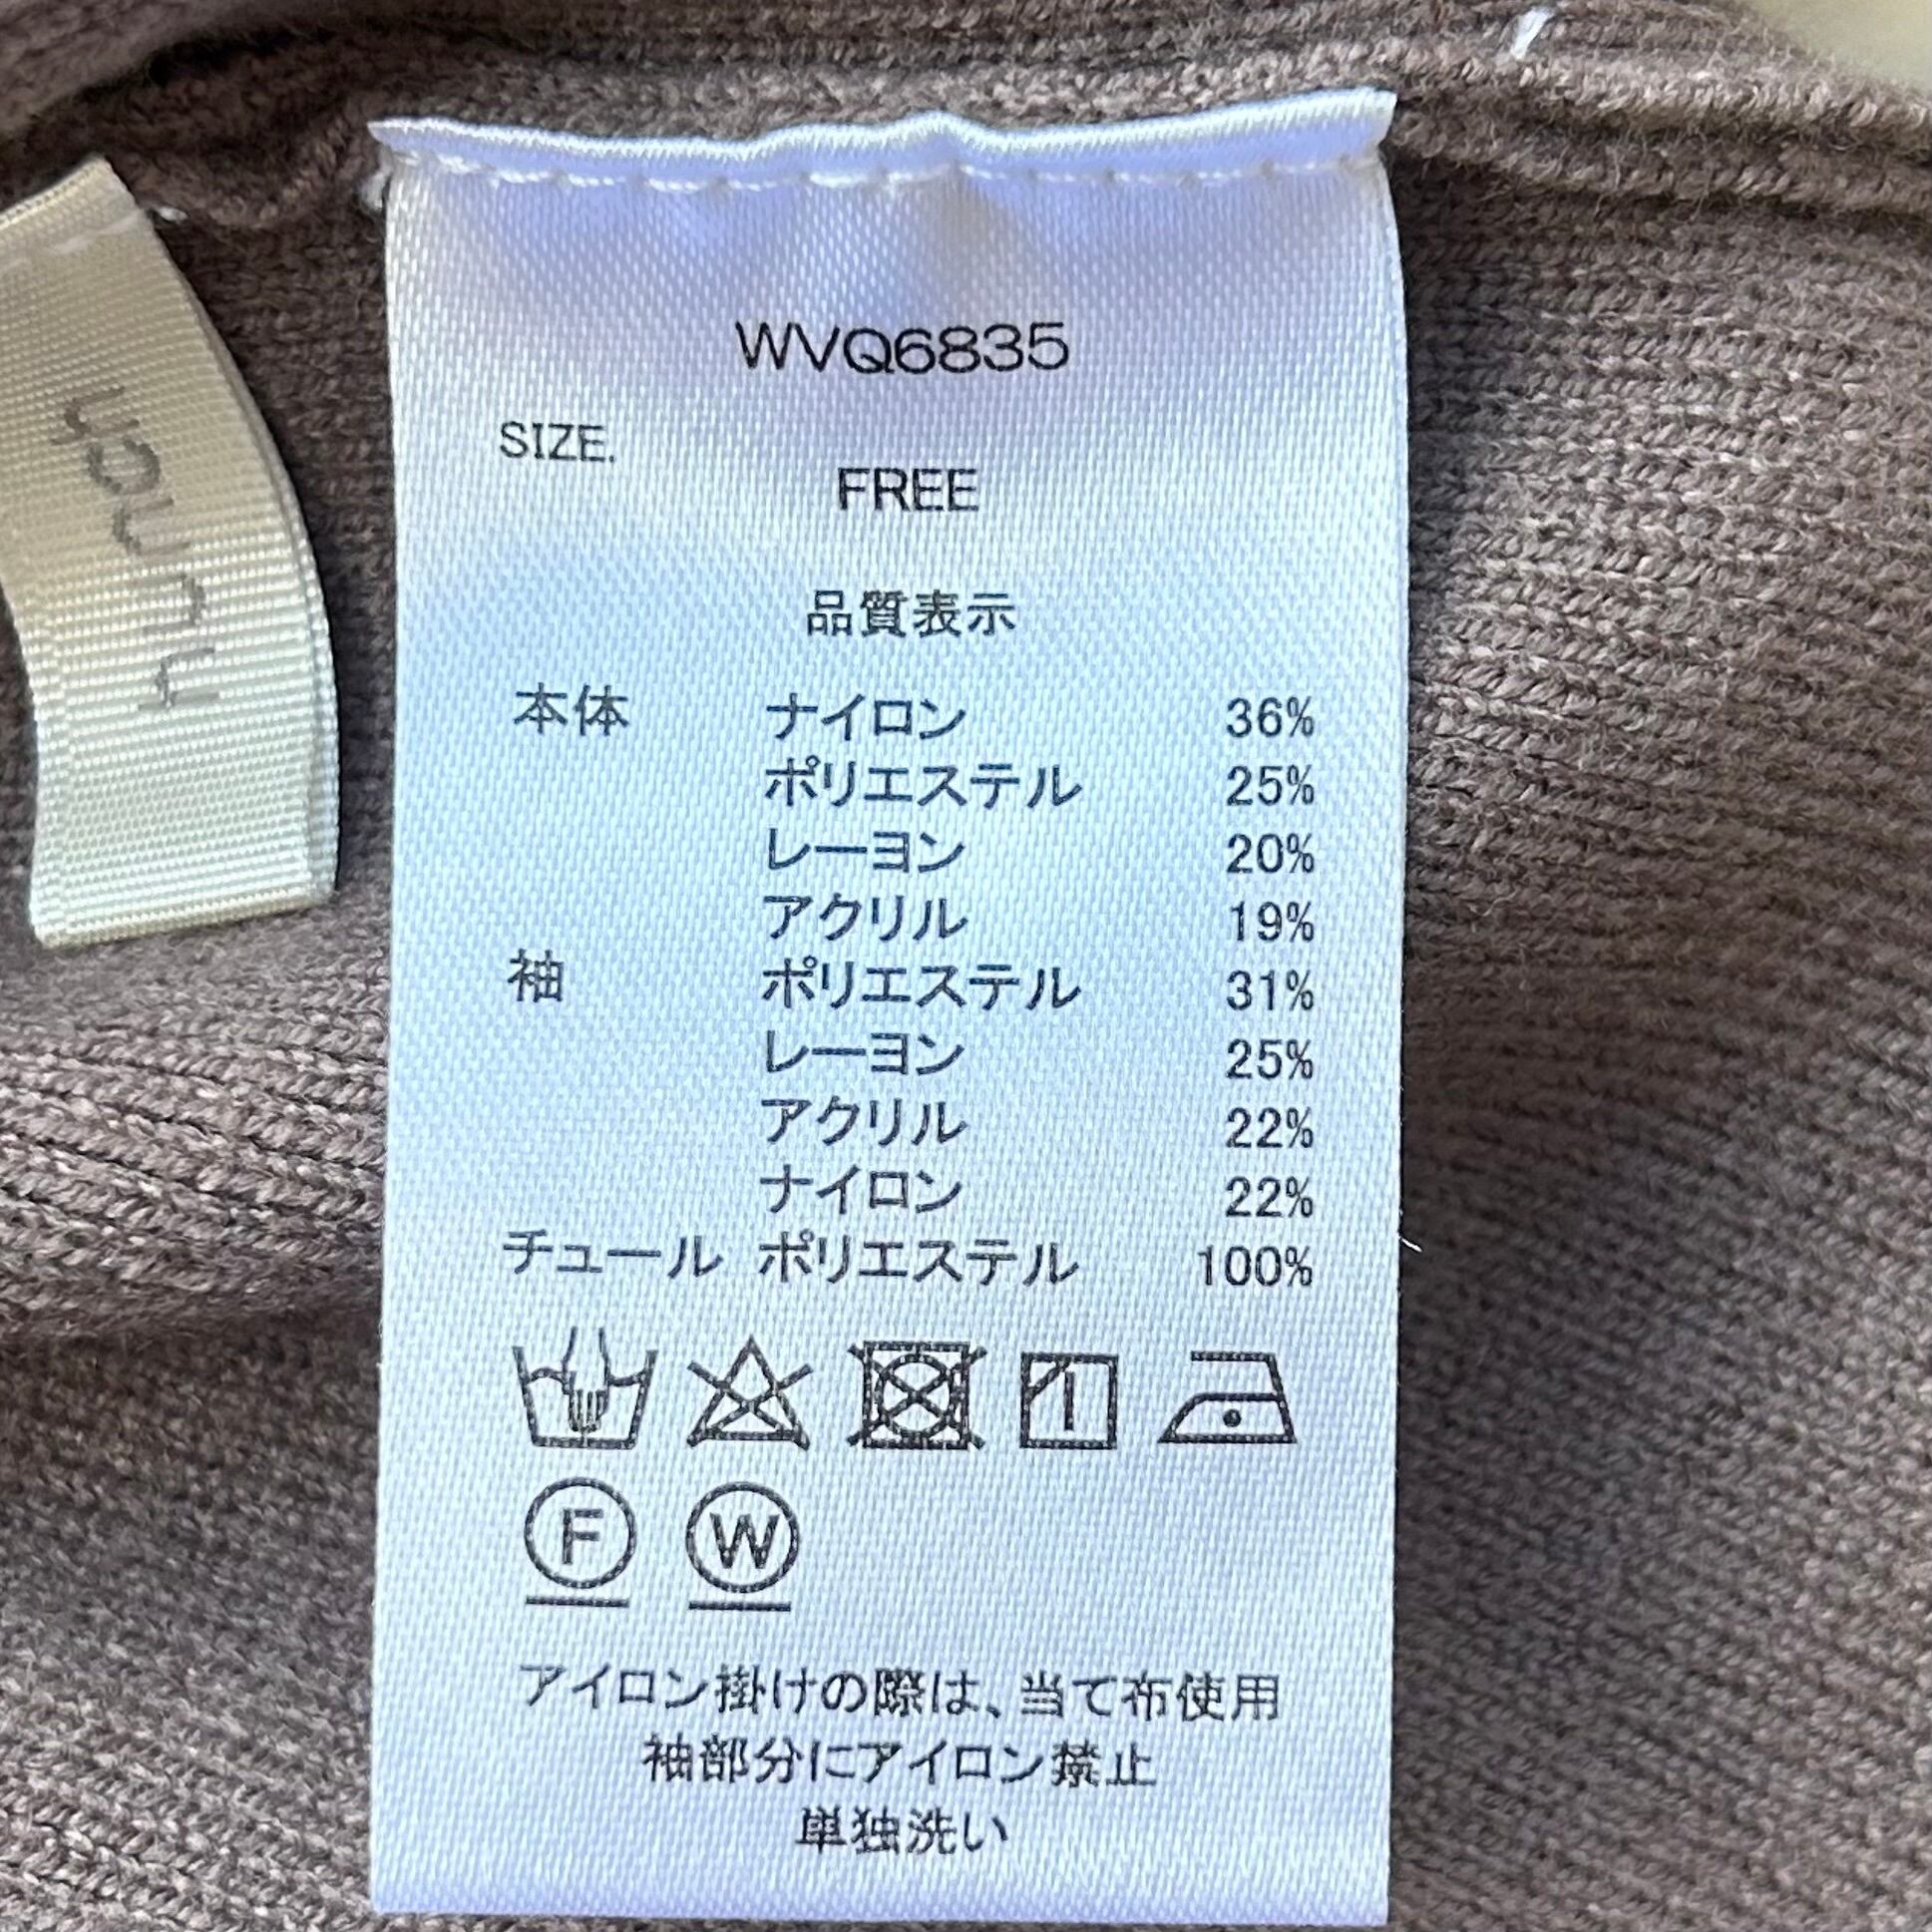 WVQ6835
SIZE.
FREE
品質表示
本体 ナイロン 36%
ポリエステル 25%
レーヨン 20%
アクリル 19%
袖 ポリエステル 31%
レーヨン 25%
アクリル 22%
ナイロン 22%
チュール ポリエステル 100%
F W
アイロン掛けの際は、当て布使用
袖部分にアイロン禁止
単独洗い